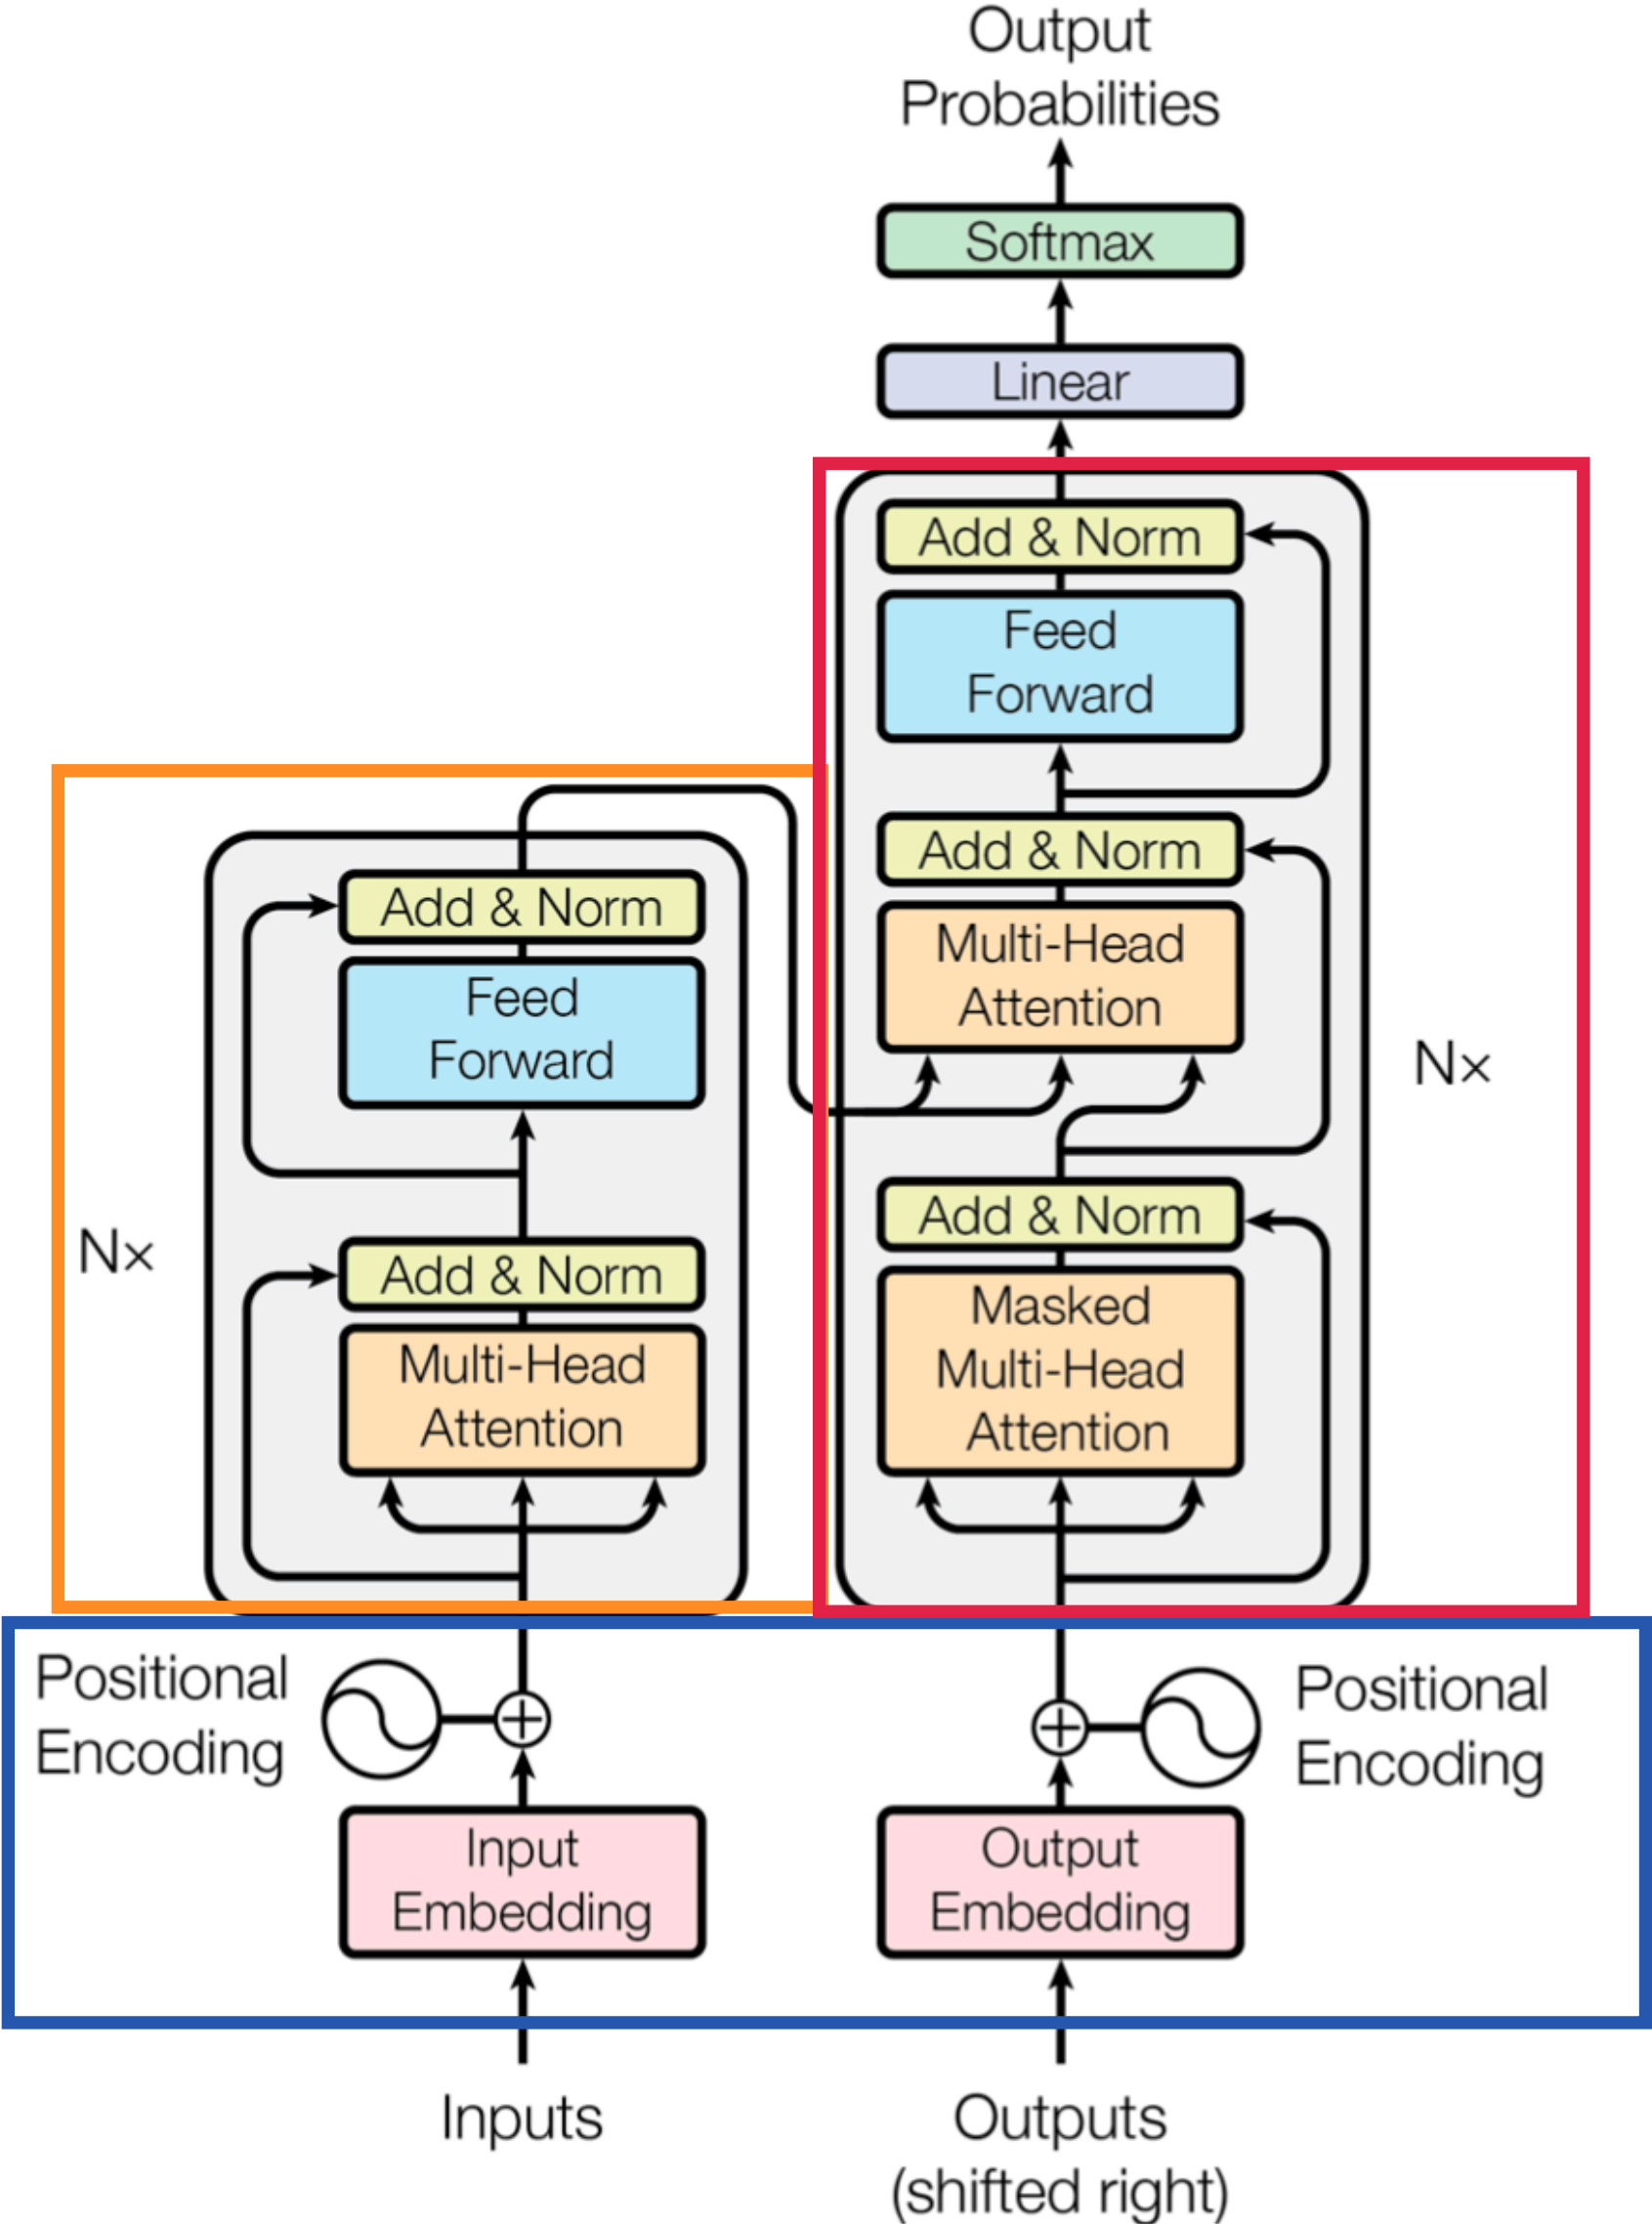 Output
Probabilities
Softmax
Linear
Add & Norm
Feed
Forward
Add & Norm
Multi-Head
Attention
Nx
Add & Norm
Masked
Multi-Head
Attention
Add & Norm
Feed
Forward
Nx
Add & Norm
Multi-Head
Attention
Positional
Encoding
Positional
Encoding
Input
Embedding
Output
Embedding
Inputs
Outputs
(shifted right)